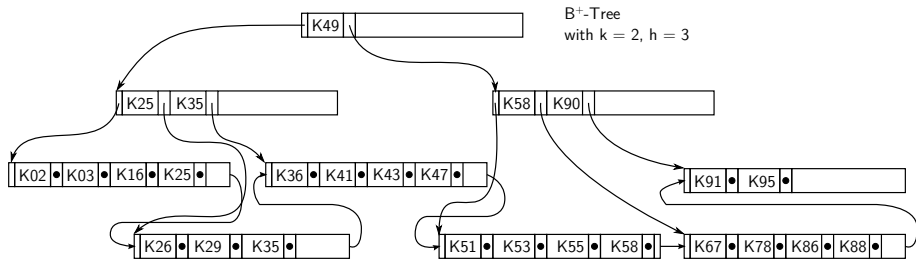 B⁺-Tree
with k = 2, h = 3
K49
K25 K35
K58 K90
K02 K03 K16 K25
K36 K41 K43 K47
K91 K95
K26 K29 K35
K51 K53 K55 K58
K67 K78 K86 K88